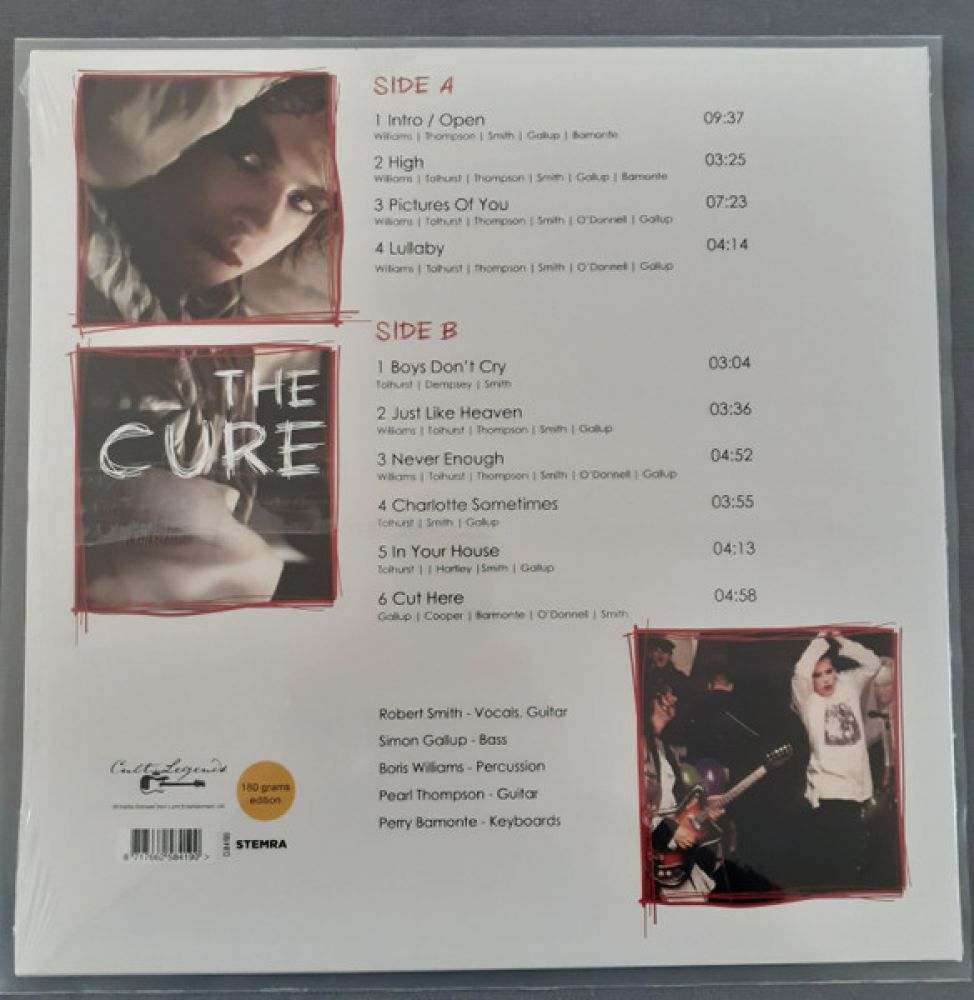 SIDE A
1 Intro / Open 09:37
Williams | Thompson | Smith | Gallup | Bamonte
2 High 03:25
Williams | Tolhurst | Thompson | Smith | Gallup | Bamonte
3 Pictures Of You 07:23
Williams | Tolhurst | Thompson | Smith | O'Donnell | Gallup
4 Lullaby 04:14
Williams | Tolhurst | Thompson | Smith | O'Donnell | Gallup
SIDE B
1 Boys Don't Cry 03:04
Tolhurst | Dempsey | Smith
2 Just Like Heaven 03:36
Williams | Tolhurst | Thompson | Smith | Gallup
3 Never Enough 04:52
Williams | Tolhurst | Thompson | Smith | O'Donnell | Gallup
4 Charlotte Sometimes 03:55
Tolhurst | Smith | Gallup
5 In Your House 04:13
Tolhurst | | Hartley |Smith | Gallup
6 Cut Here 04:58
Gallup | Cooper | Barmonte | O'Donnell | Smith
THE
CURE
Robert Smith - Vocals, Guitar
Simon Gallup - Bass
Boris Williams - Percussion
Pearl Thompson - Guitar
Perry Bamonte - Keyboards
Cult Legends
180 grams
edition
8 717662 584190 >
STEMRA